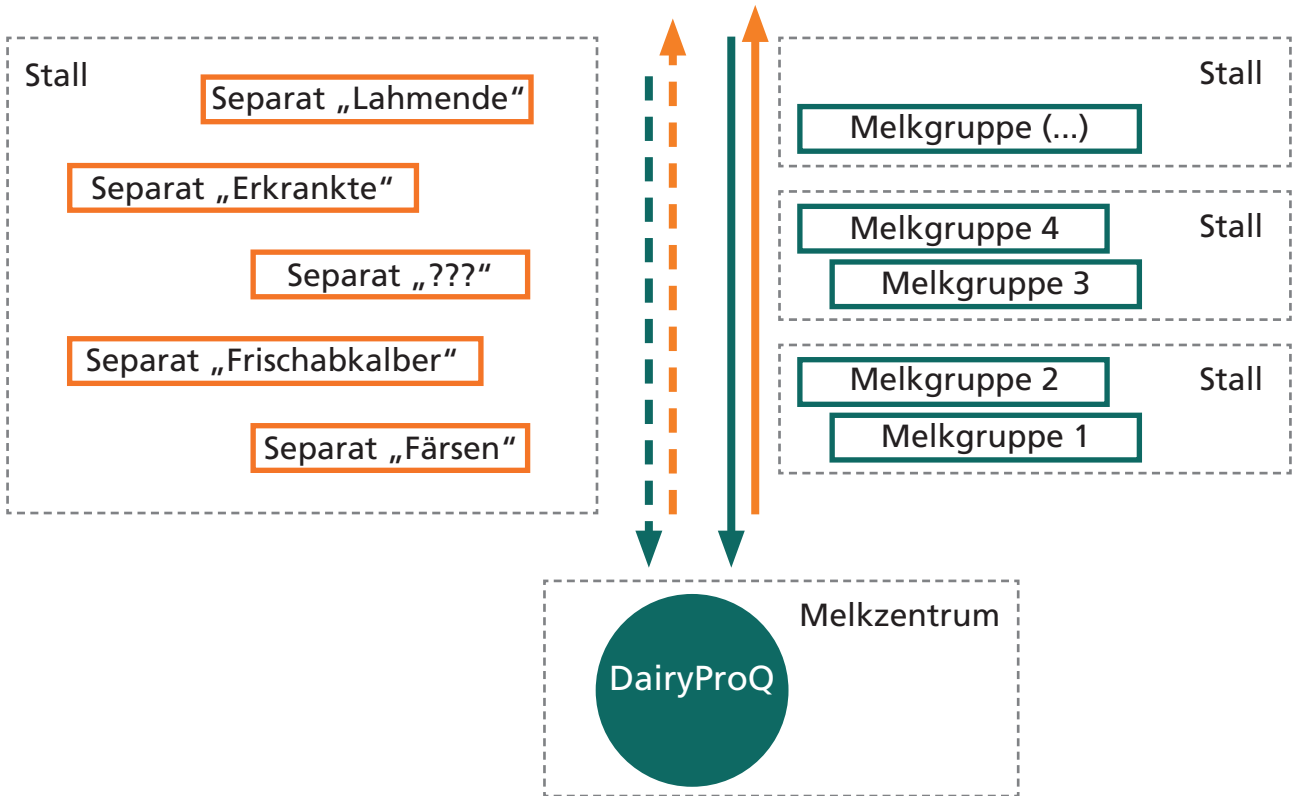 Stall
Separat „Lahmende“
Separat „Erkrankte“
Separat „???“
Separat „Frischabkalber“
Separat „Färsen“
Stall
Melkgruppe (...)
Melkgruppe 4
Stall
Melkgruppe 3
Melkgruppe 2
Stall
Melkgruppe 1
Melkzentrum
DairyProQ